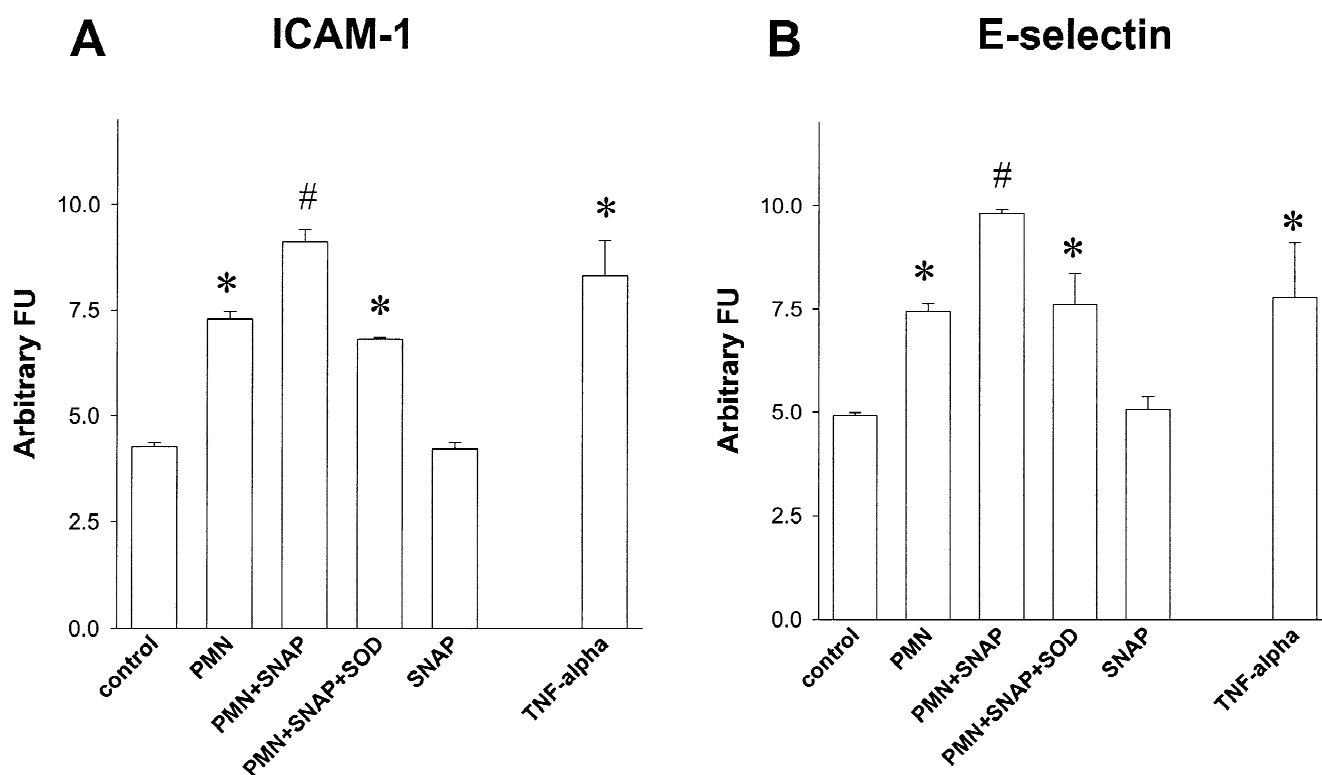 A
ICAM-1
Arbitrary FU
10.0
7.5
5.0
2.5
0.0
*
#
*
*
control
PMN
PMN+SNAP
PMN+SNAP+SOD
SNAP
TNF-alpha
B
E-selectin
Arbitrary FU
10.0
7.5
5.0
2.5
0.0
*
#
*
*
control
PMN
PMN+SNAP
PMN+SNAP+SOD
SNAP
TNF-alpha